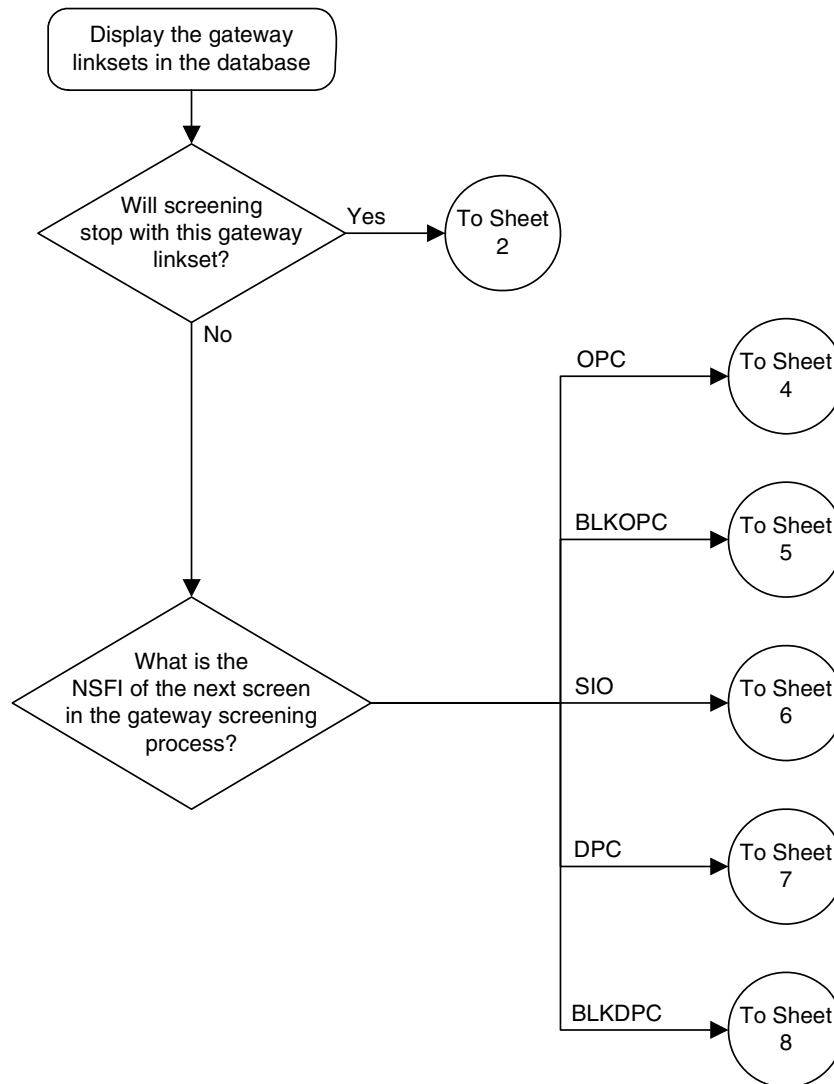 Display the gateway
linksets in the database
Will screening
stop with this gateway
linkset?
Yes
To Sheet
2
No
OPC
To Sheet
4
BLKOPC
To Sheet
5
What is the
NSFI of the next screen
in the gateway screening
process?
SIO
To Sheet
6
DPC
To Sheet
7
BLKDPC
To Sheet
8